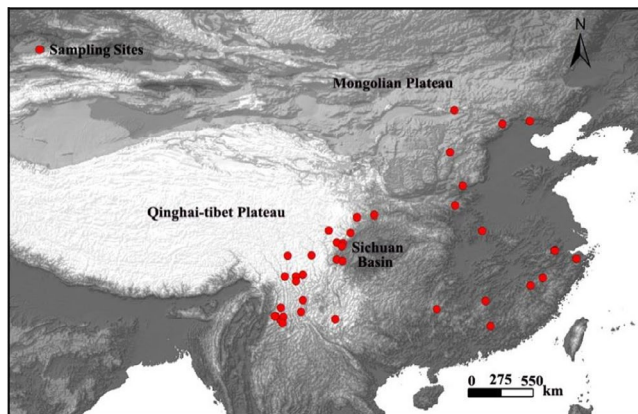 N
Sampling Sites
Mongolian Plateau
Qinghai-tibet Plateau
Sichuan
Basin
0 275 550
km